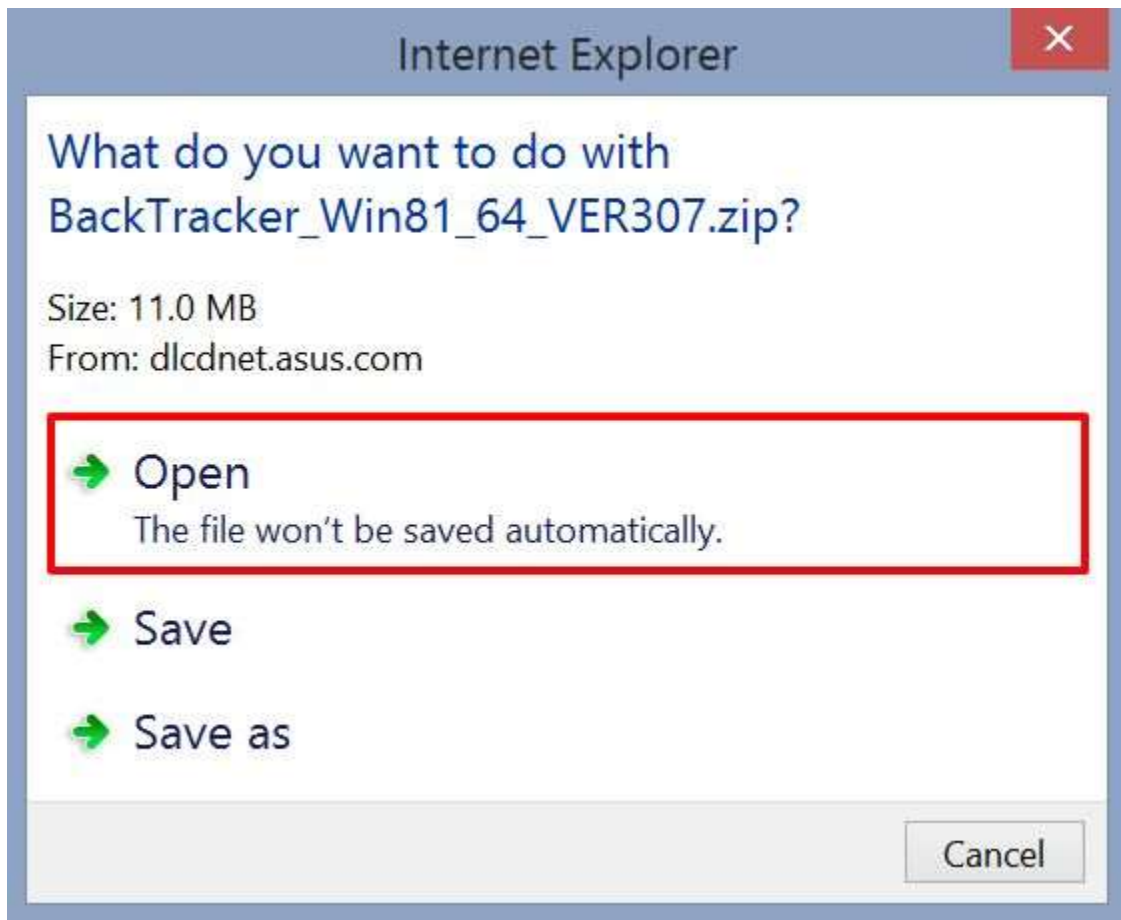 Internet Explorer
What do you want to do with
BackTracker_Win81_64_VER307.zip?
Size: 11.0 MB
From: dlcdnet.asus.com
Open
The file won't be saved automatically.
Save
Save as
Cancel